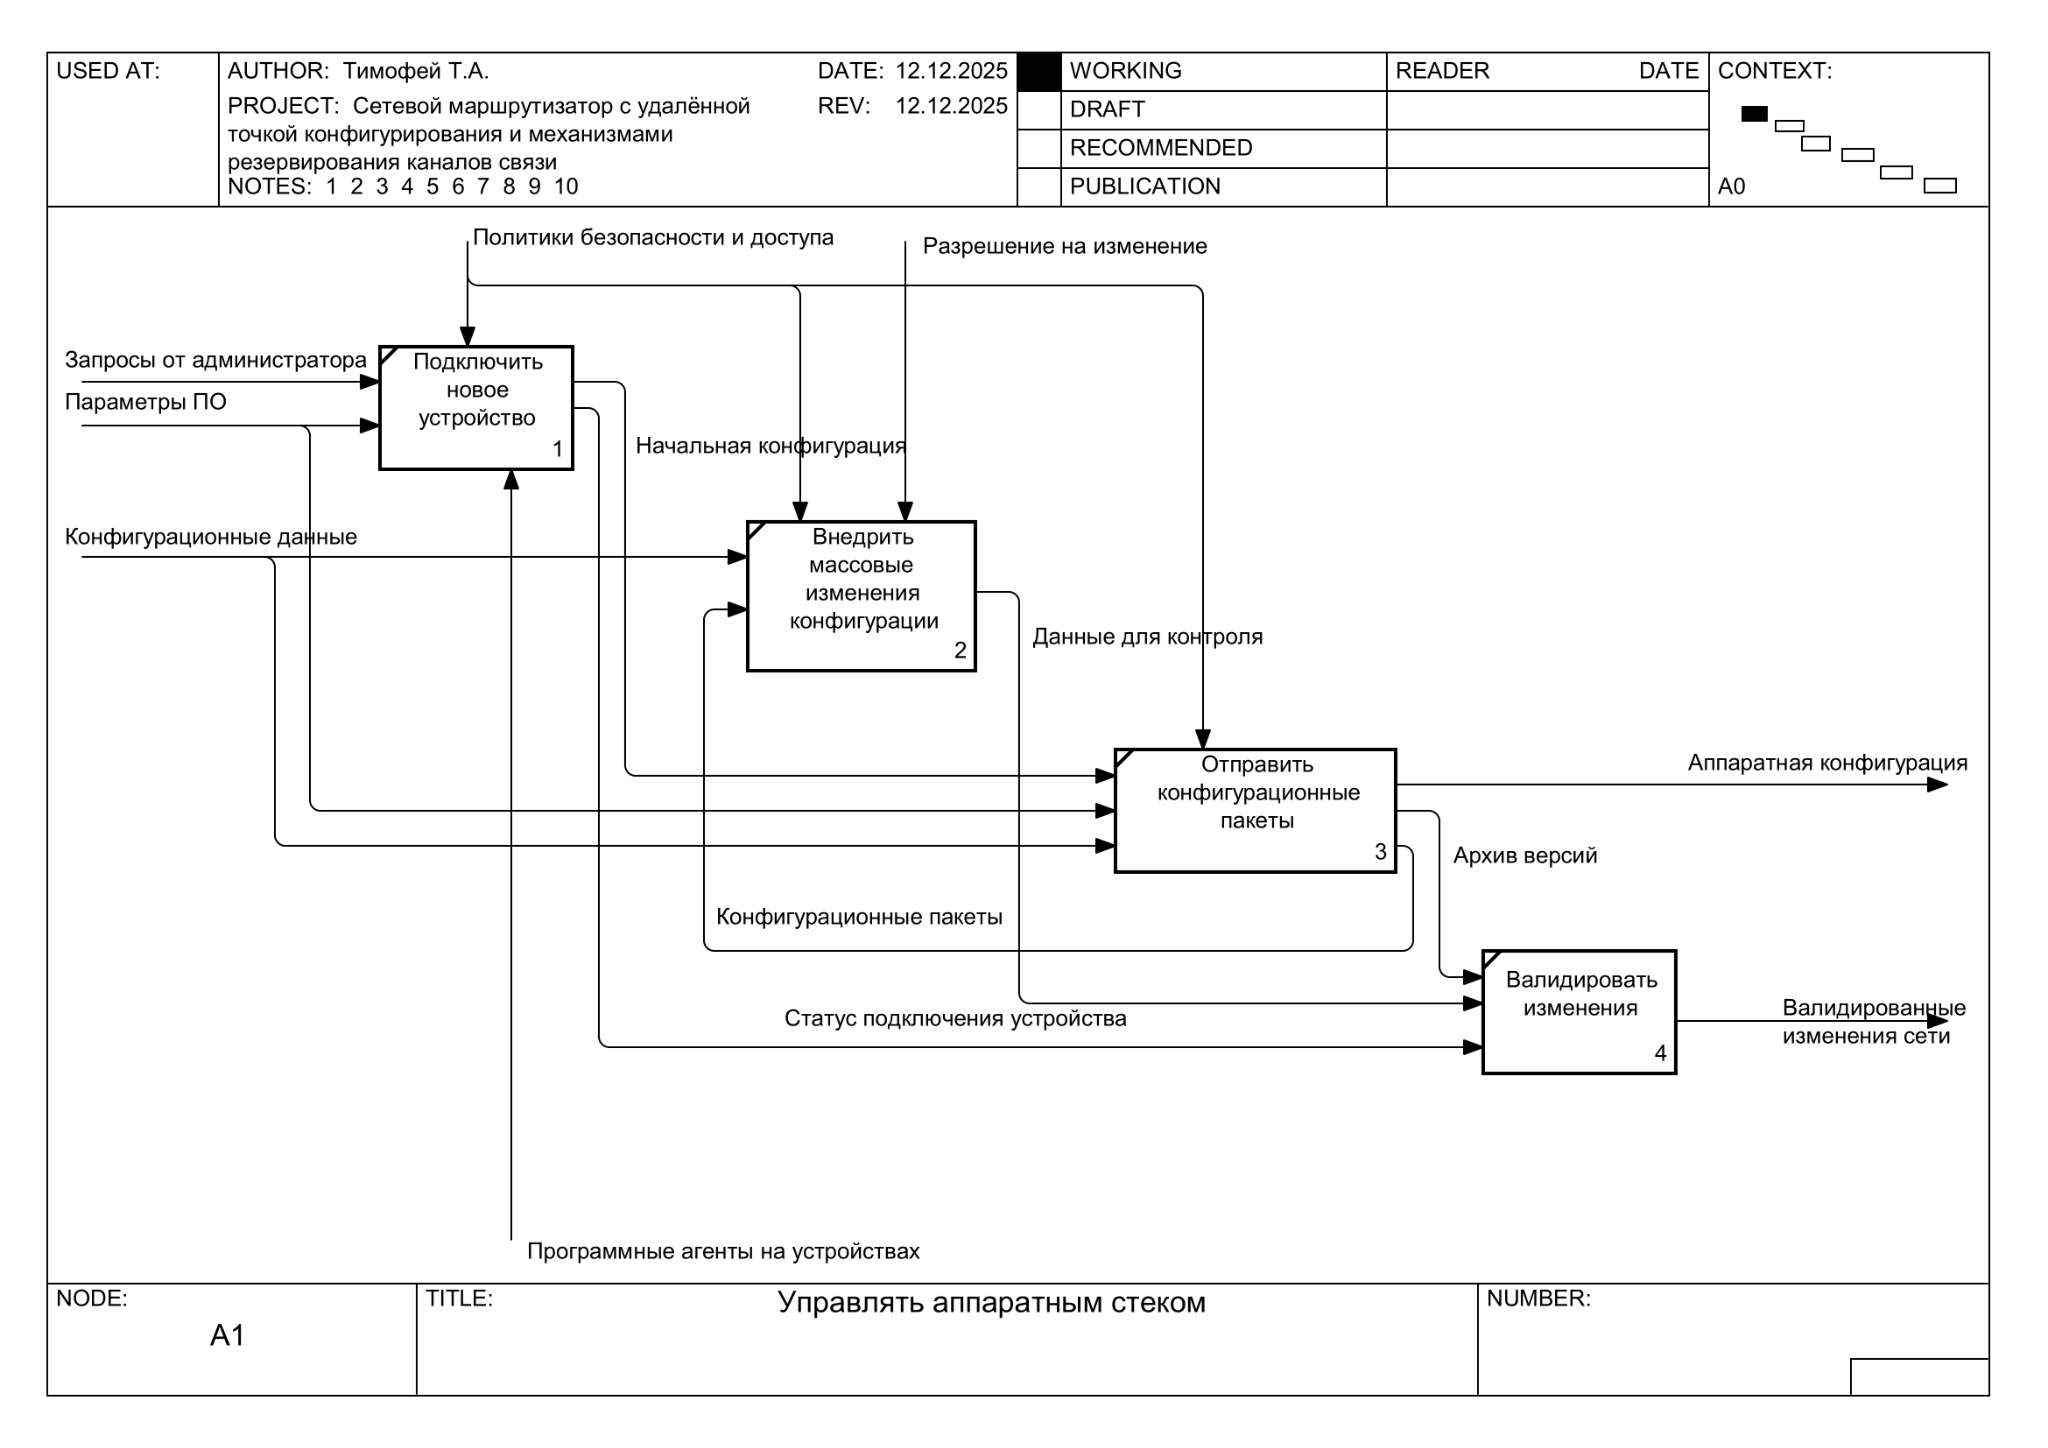 USED AT:
AUTHOR: Тимофей Т.А.
DATE: 12.12.2025
PROJECT: Сетевой маршрутизатор с удалённой
точкой конфигурирования и механизмами
резервирования каналов связи
REV: 12.12.2025
NOTES: 1 2 3 4 5 6 7 8 9 10
WORKING
DRAFT
RECOMMENDED
PUBLICATION
READER DATE
CONTEXT:
A0
Политики безопасности и доступа
Разрешение на изменение
Запросы от администратора
Параметры ПО
Подключить
новое
устройство
1
Начальная конфигурация
Конфигурационные данные
Внедрить
массовые
изменения
конфигурации
2
Данные для контроля
Отправить
конфигурационные
пакеты
3
Аппаратная конфигурация
Архив версий
Конфигурационные пакеты
Валидировать
изменения
4
Валидированные
изменения сети
Статус подключения устройства
Программные агенты на устройствах
NODE:
A1
TITLE:
Управлять аппаратным стеком
NUMBER: